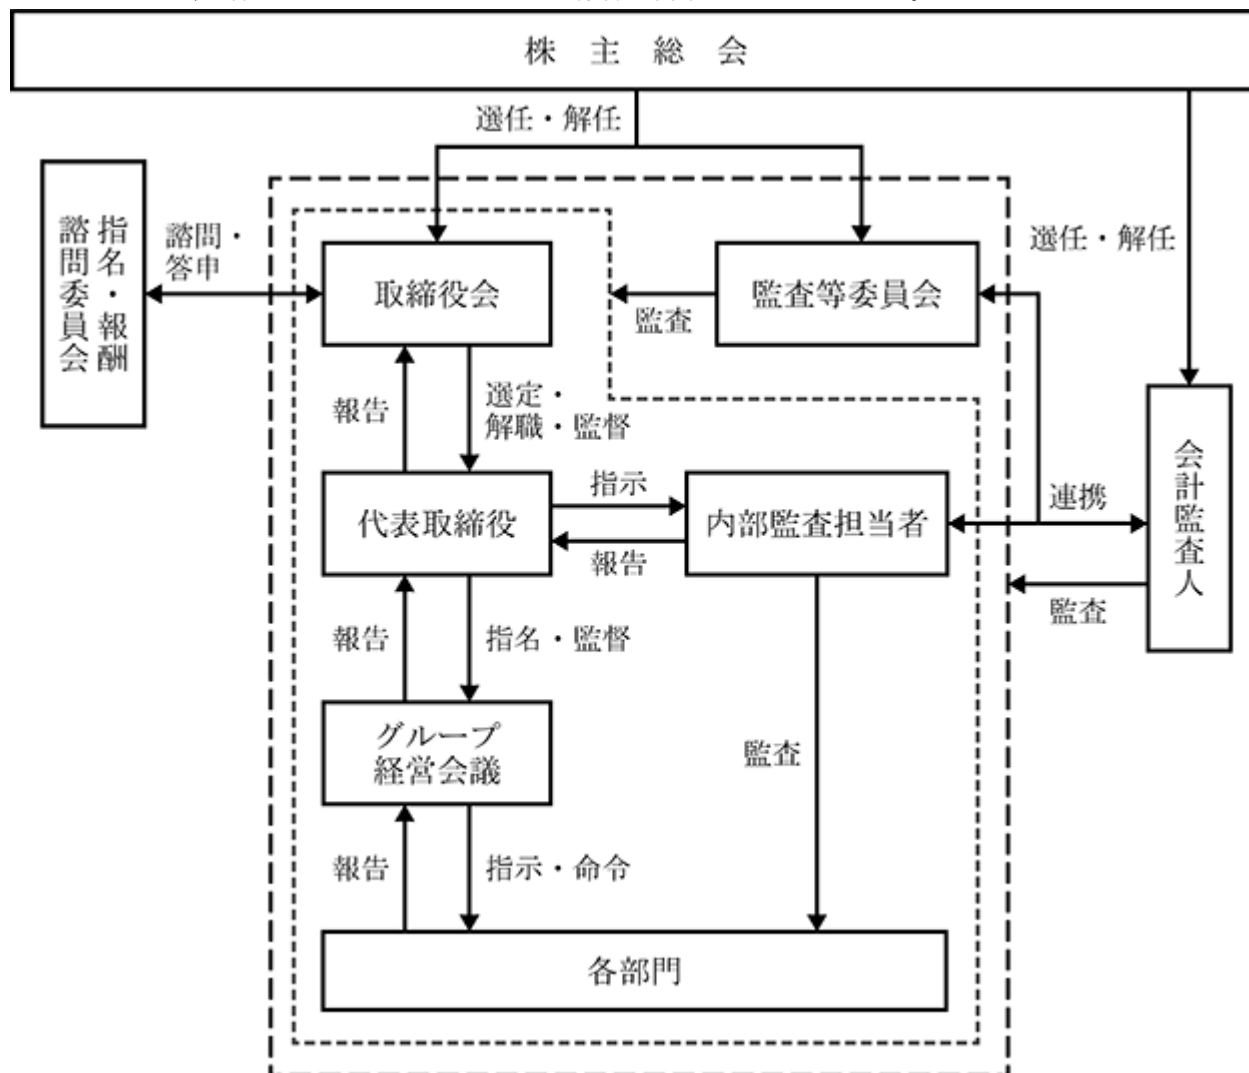 株主総会
選任・解任
指名・報酬
諮問委員会
諮問・
答申
取締役会
監査
監査等委員会
選任・解任
報告
選定・
解職・監督
代表取締役
指示
報告
内部監査担当者
連携
会計監査人
監査
報告
指名・監督
グループ
経営会議
監査
報告
指示・命令
各部門